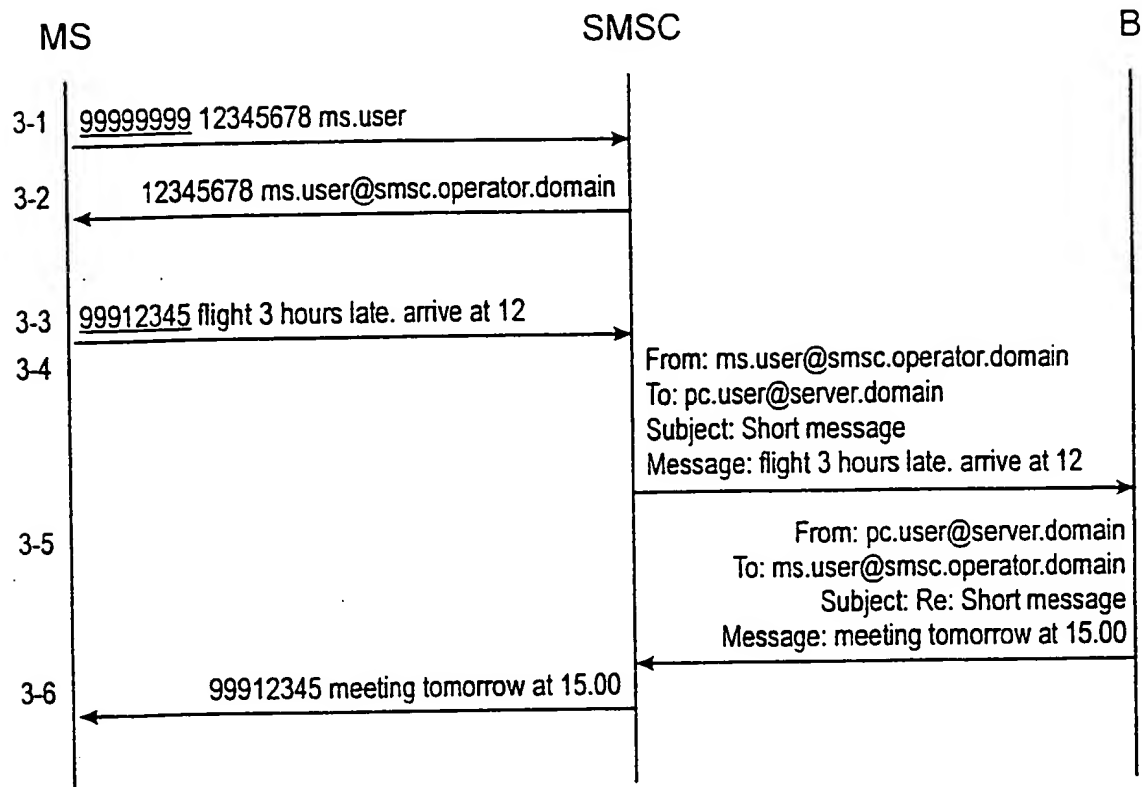 MS
SMSC
B
3-1
99999999 12345678 ms.user
3-2
12345678 ms.user@smsc.operator.domain
3-3
99912345 flight 3 hours late. arrive at 12
3-4
From: ms.user@smsc.operator.domain
To: pc.user@server.domain
Subject: Short message
Message: flight 3 hours late. arrive at 12
3-5
From: pc.user@server.domain
To: ms.user@smsc.operator.domain
Subject: Re: Short message
Message: meeting tomorrow at 15.00
3-6
99912345 meeting tomorrow at 15.00